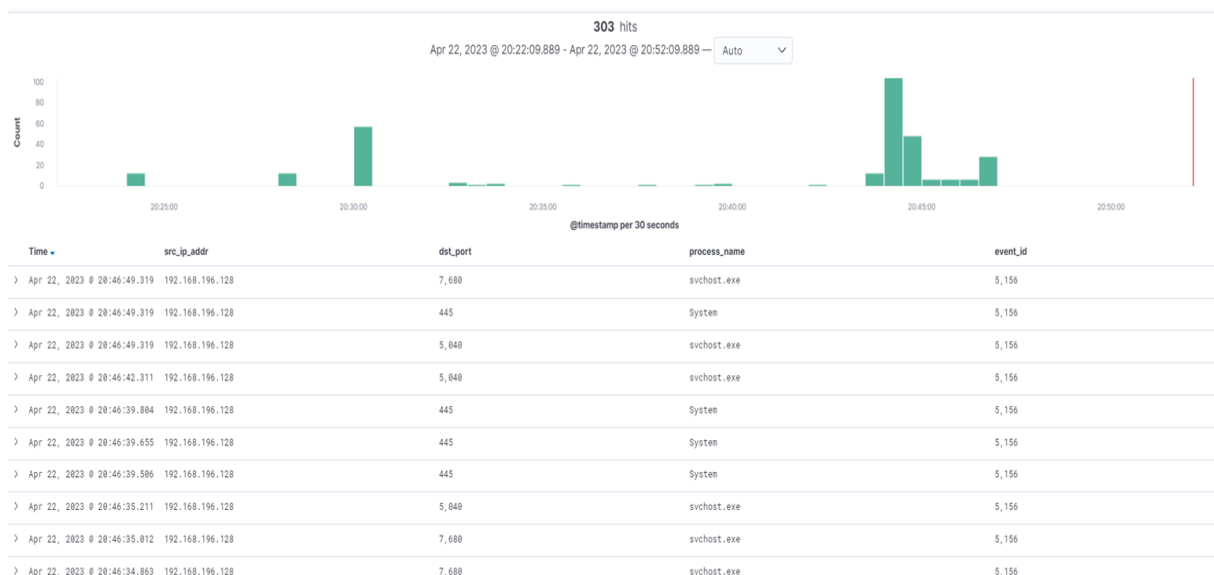 303 hits
Apr 22, 2023 @ 20:22:09.889 - Apr 22, 2023 @ 20:52:09.889 — Auto
100
80
60
40
20
0
Count
20:25:00 20:30:00 20:35:00 20:40:00 20:45:00 20:50:00
@timestamp per 30 seconds
Time src_ip_addr dst_port process_name event_id
Apr 22, 2023 @ 20:46:49.319 192.168.196.128 7,680 svchost.exe 5,156
Apr 22, 2023 @ 20:46:49.319 192.168.196.128 445 System 5,156
Apr 22, 2023 @ 20:46:49.319 192.168.196.128 5,040 svchost.exe 5,156
Apr 22, 2023 @ 20:46:42.311 192.168.196.128 5,040 svchost.exe 5,156
Apr 22, 2023 @ 20:46:39.804 192.168.196.128 445 System 5,156
Apr 22, 2023 @ 20:46:39.655 192.168.196.128 445 System 5,156
Apr 22, 2023 @ 20:46:39.506 192.168.196.128 445 System 5,156
Apr 22, 2023 @ 20:46:35.211 192.168.196.128 5,040 svchost.exe 5,156
Apr 22, 2023 @ 20:46:35.012 192.168.196.128 7,680 svchost.exe 5,156
Apr 22, 2023 @ 20:46:34.863 192.168.196.128 7,680 svchost.exe 5,156